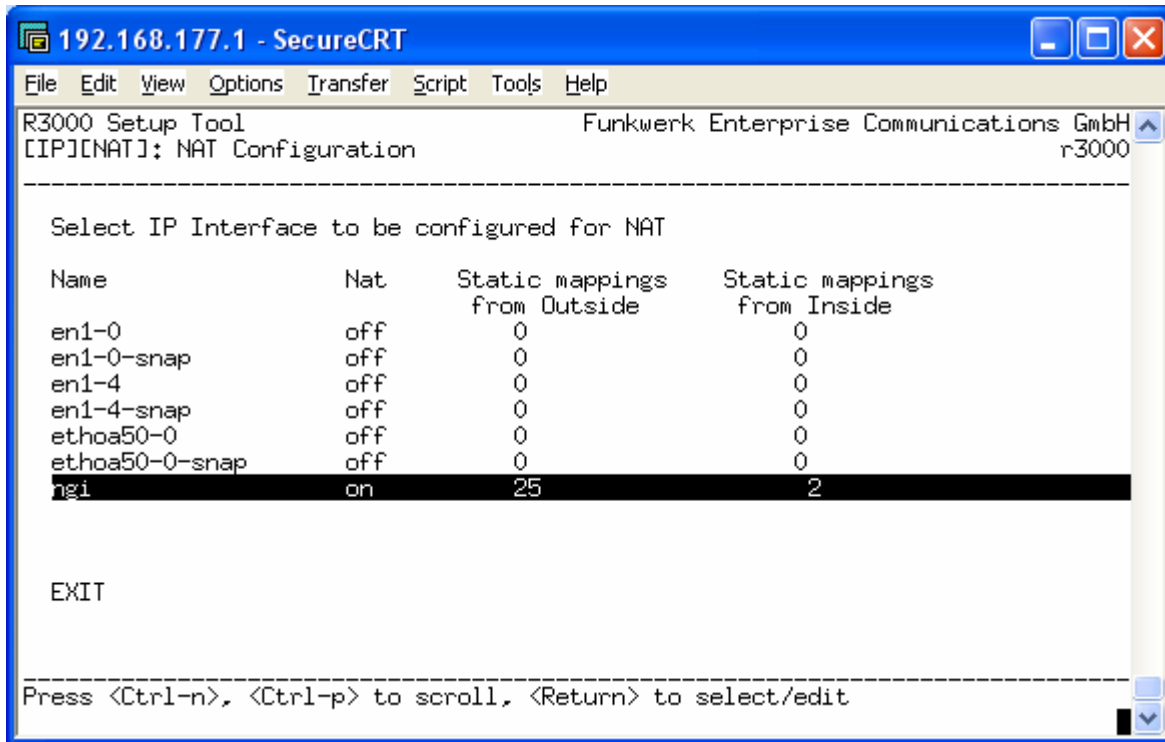 192.168.177.1 - SecureCRT
File Edit View Options Transfer Script Tools Help
R3000 Setup Tool Funkwerk Enterprise Communications GmbH
[IP][NAT]: NAT Configuration r3000
Select IP Interface to be configured for NAT
Name Nat Static mappings Static mappings
from Outside from Inside
en1-0 off 0 0
en1-0-snap off 0 0
en1-4 off 0 0
en1-4-snap off 0 0
ethoa50-0 off 0 0
ethoa50-0-snap off 0 0
ngi on 25 2
EXIT
Press <Ctrl-n>, <Ctrl-p> to scroll, <Return> to select/edit